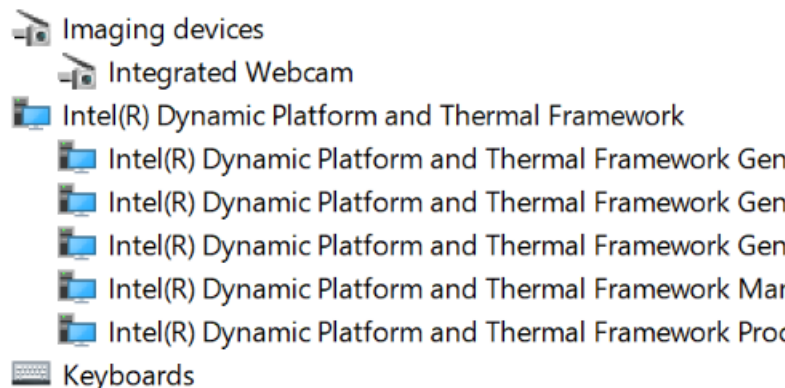 Imaging devices
Integrated Webcam
Intel(R) Dynamic Platform and Thermal Framework
Intel(R) Dynamic Platform and Thermal Framework Gen
Intel(R) Dynamic Platform and Thermal Framework Gen
Intel(R) Dynamic Platform and Thermal Framework Gen
Intel(R) Dynamic Platform and Thermal Framework Mar
Intel(R) Dynamic Platform and Thermal Framework Proc
Keyboards